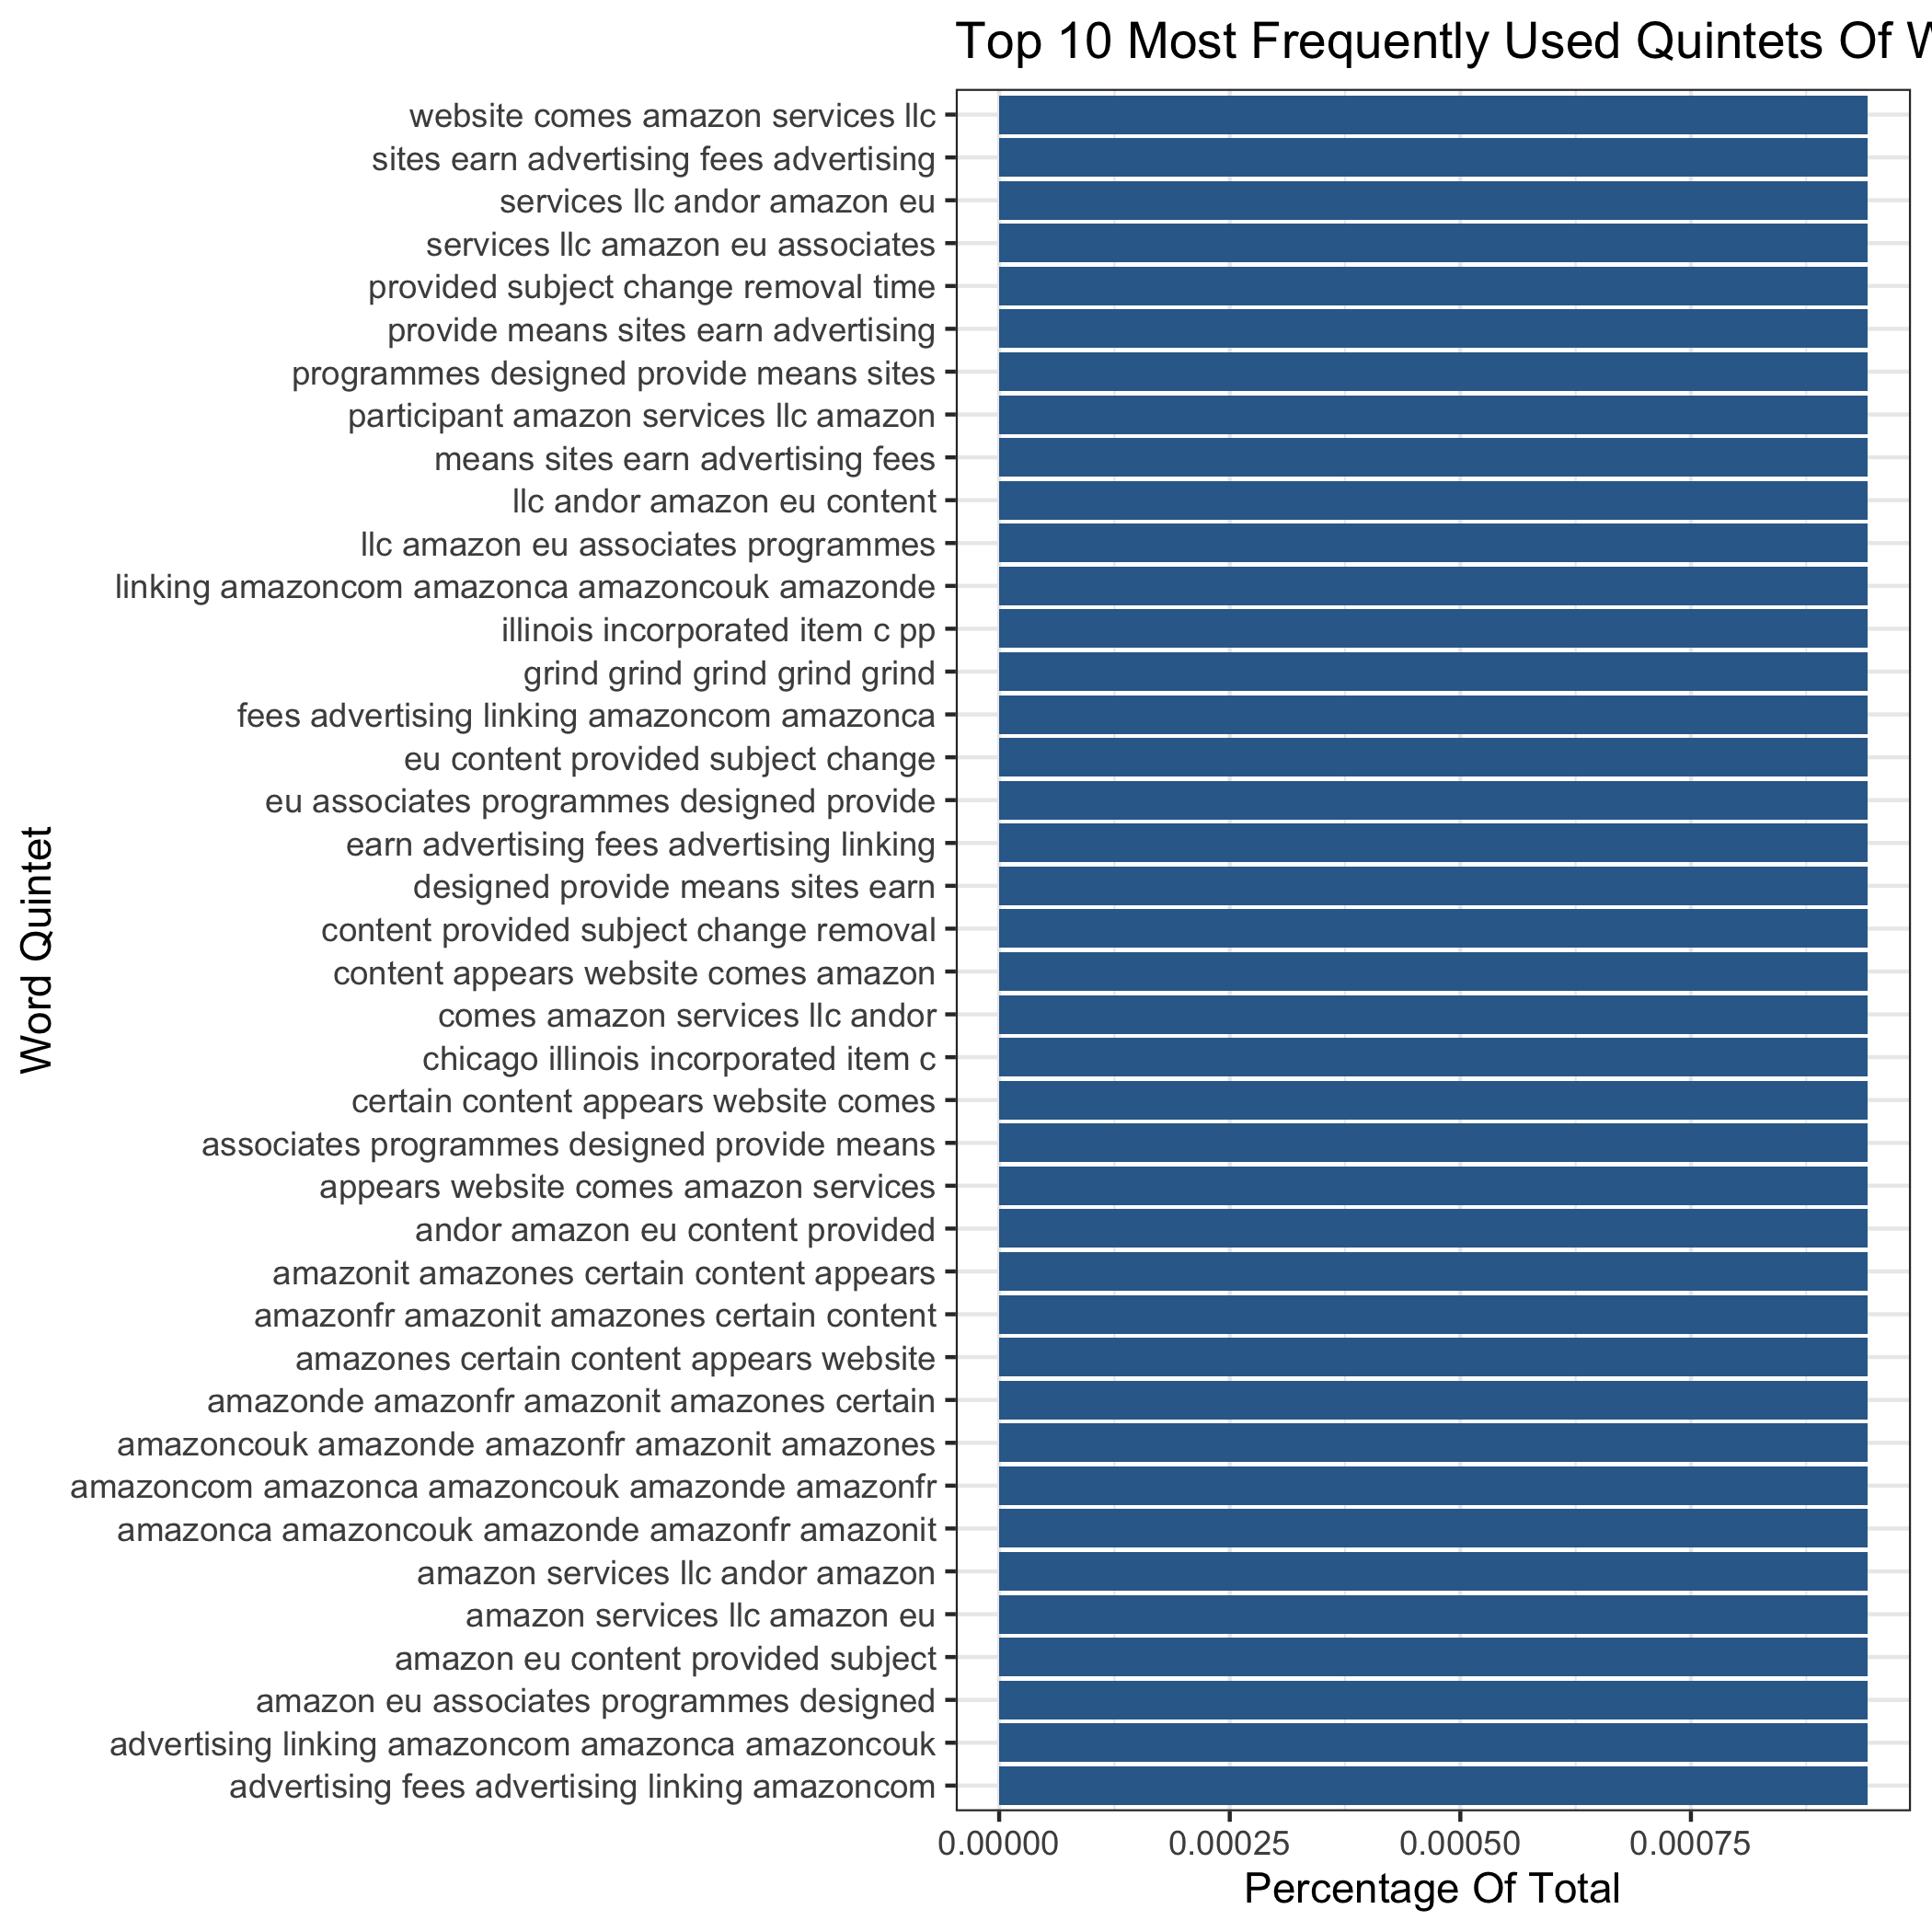 Top 10 Most Frequently Used Quintets Of W
website comes amazon services llc
sites earn advertising fees advertising
services llc andor amazon eu
services llc amazon eu associates
provided subject change removal time
provide means sites earn advertising
programmes designed provide means sites
participant amazon services llc amazon
means sites earn advertising fees
llc andor amazon eu content
llc amazon eu associates programmes
linking amazoncom amazonca amazoncouk amazonde
illinois incorporated item c pp
grind grind grind grind grind
fees advertising linking amazoncom amazonca
eu content provided subject change
eu associates programmes designed provide
earn advertising fees advertising linking
designed provide means sites earn
content provided subject change removal
content appears website comes amazon
comes amazon services llc andor
chicago illinois incorporated item c
certain content appears website comes
associates programmes designed provide means
appears website comes amazon services
andor amazon eu content provided
amazonit amazones certain content appears
amazonfr amazonit amazones certain content
amazones certain content appears website
amazonde amazonfr amazonit amazones certain
amazoncouk amazonde amazonfr amazonit amazones
amazoncom amazonca amazoncouk amazonde amazonfr
amazonca amazoncouk amazonde amazonfr amazonit
amazon services llc andor amazon
amazon services llc amazon eu
amazon eu content provided subject
amazon eu associates programmes designed
advertising linking amazoncom amazonca amazoncouk
advertising fees advertising linking amazoncom
Word Quintet
0.00000 0.00025 0.00050 0.00075
Percentage Of Total